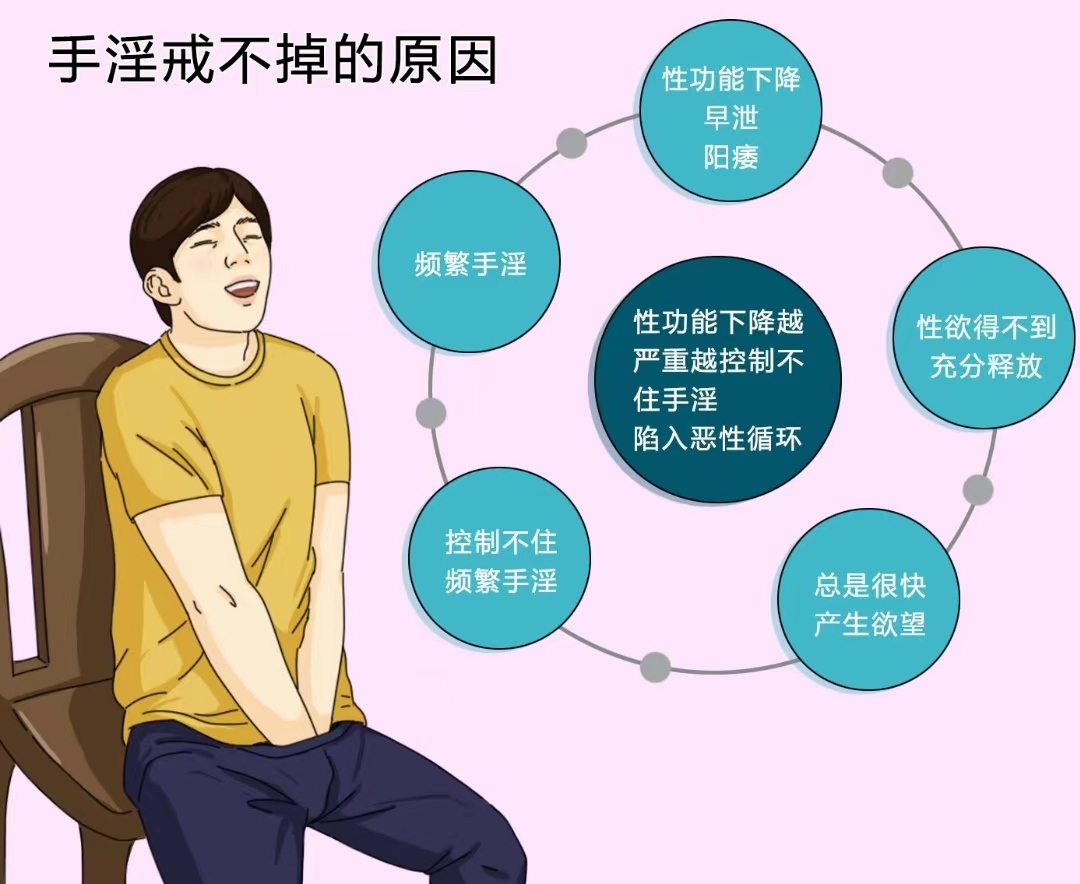 手淫戒不掉的原因
性功能下降
早泄
阳痿
频繁手淫
性欲得不到
充分释放
性功能下降越
严重越控制不
住手淫
陷入恶性循环
控制不住
频繁手淫
总是很快
产生欲望